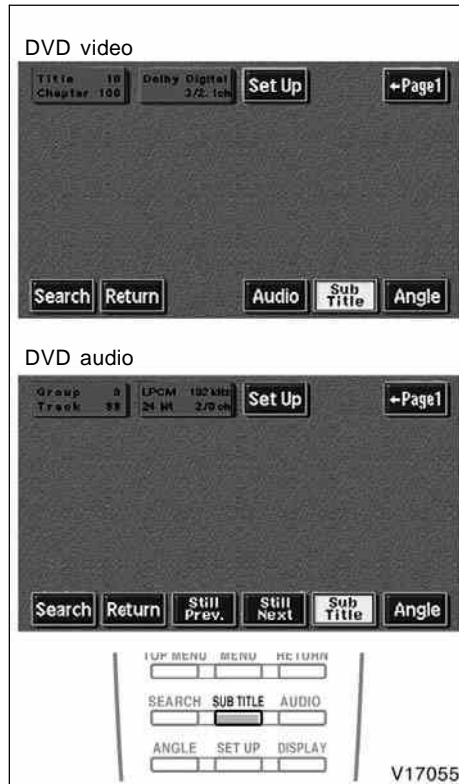 DVD video
Title 10
Chapter 100
Dolby Digital
3/2. 1ch
Set Up
←Page1
Search
Return
Audio
Sub
Title
Angle
DVD audio
Group
Track
LPCM 192 kHz
24 bit 2/0 ch
Set Up
←Page1
Search
Return
Still
Prev.
Still
Next
Sub
Title
Angle
TOP MENU MENU RETURN
SEARCH SUB TITLE AUDIO
ANGLE SET UP DISPLAY
V17055